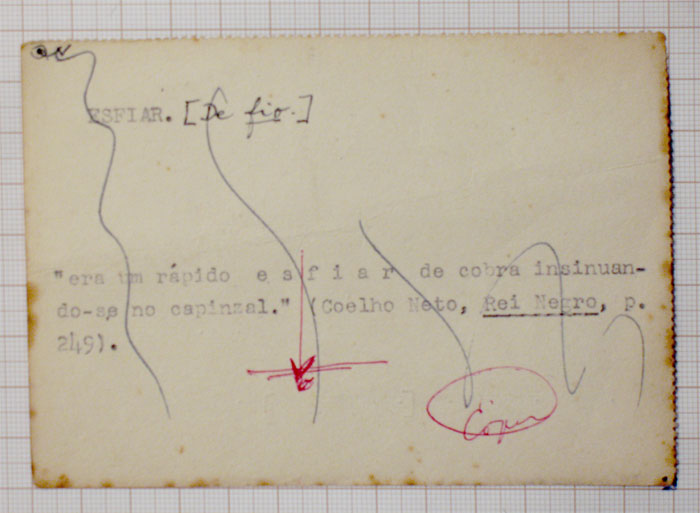 ESFIAR. [De fio.]
"era um rápido e s f i a r de cobra insinuan-
do-se no capinzal." (Coelho Neto, Rei Negro, p.
249).